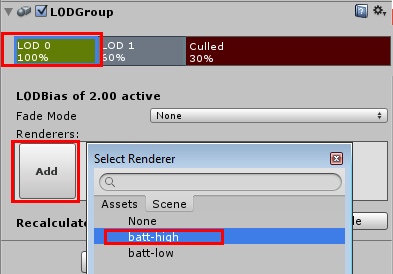 LODGroup
LOD 0
100%
LOD 1
60%
Culled
30%
LODBias of 2.00 active
Fade Mode
None
Renderers:
Add
Select Renderer
Assets
Scene
None
batt-high
batt-low
Recalculate